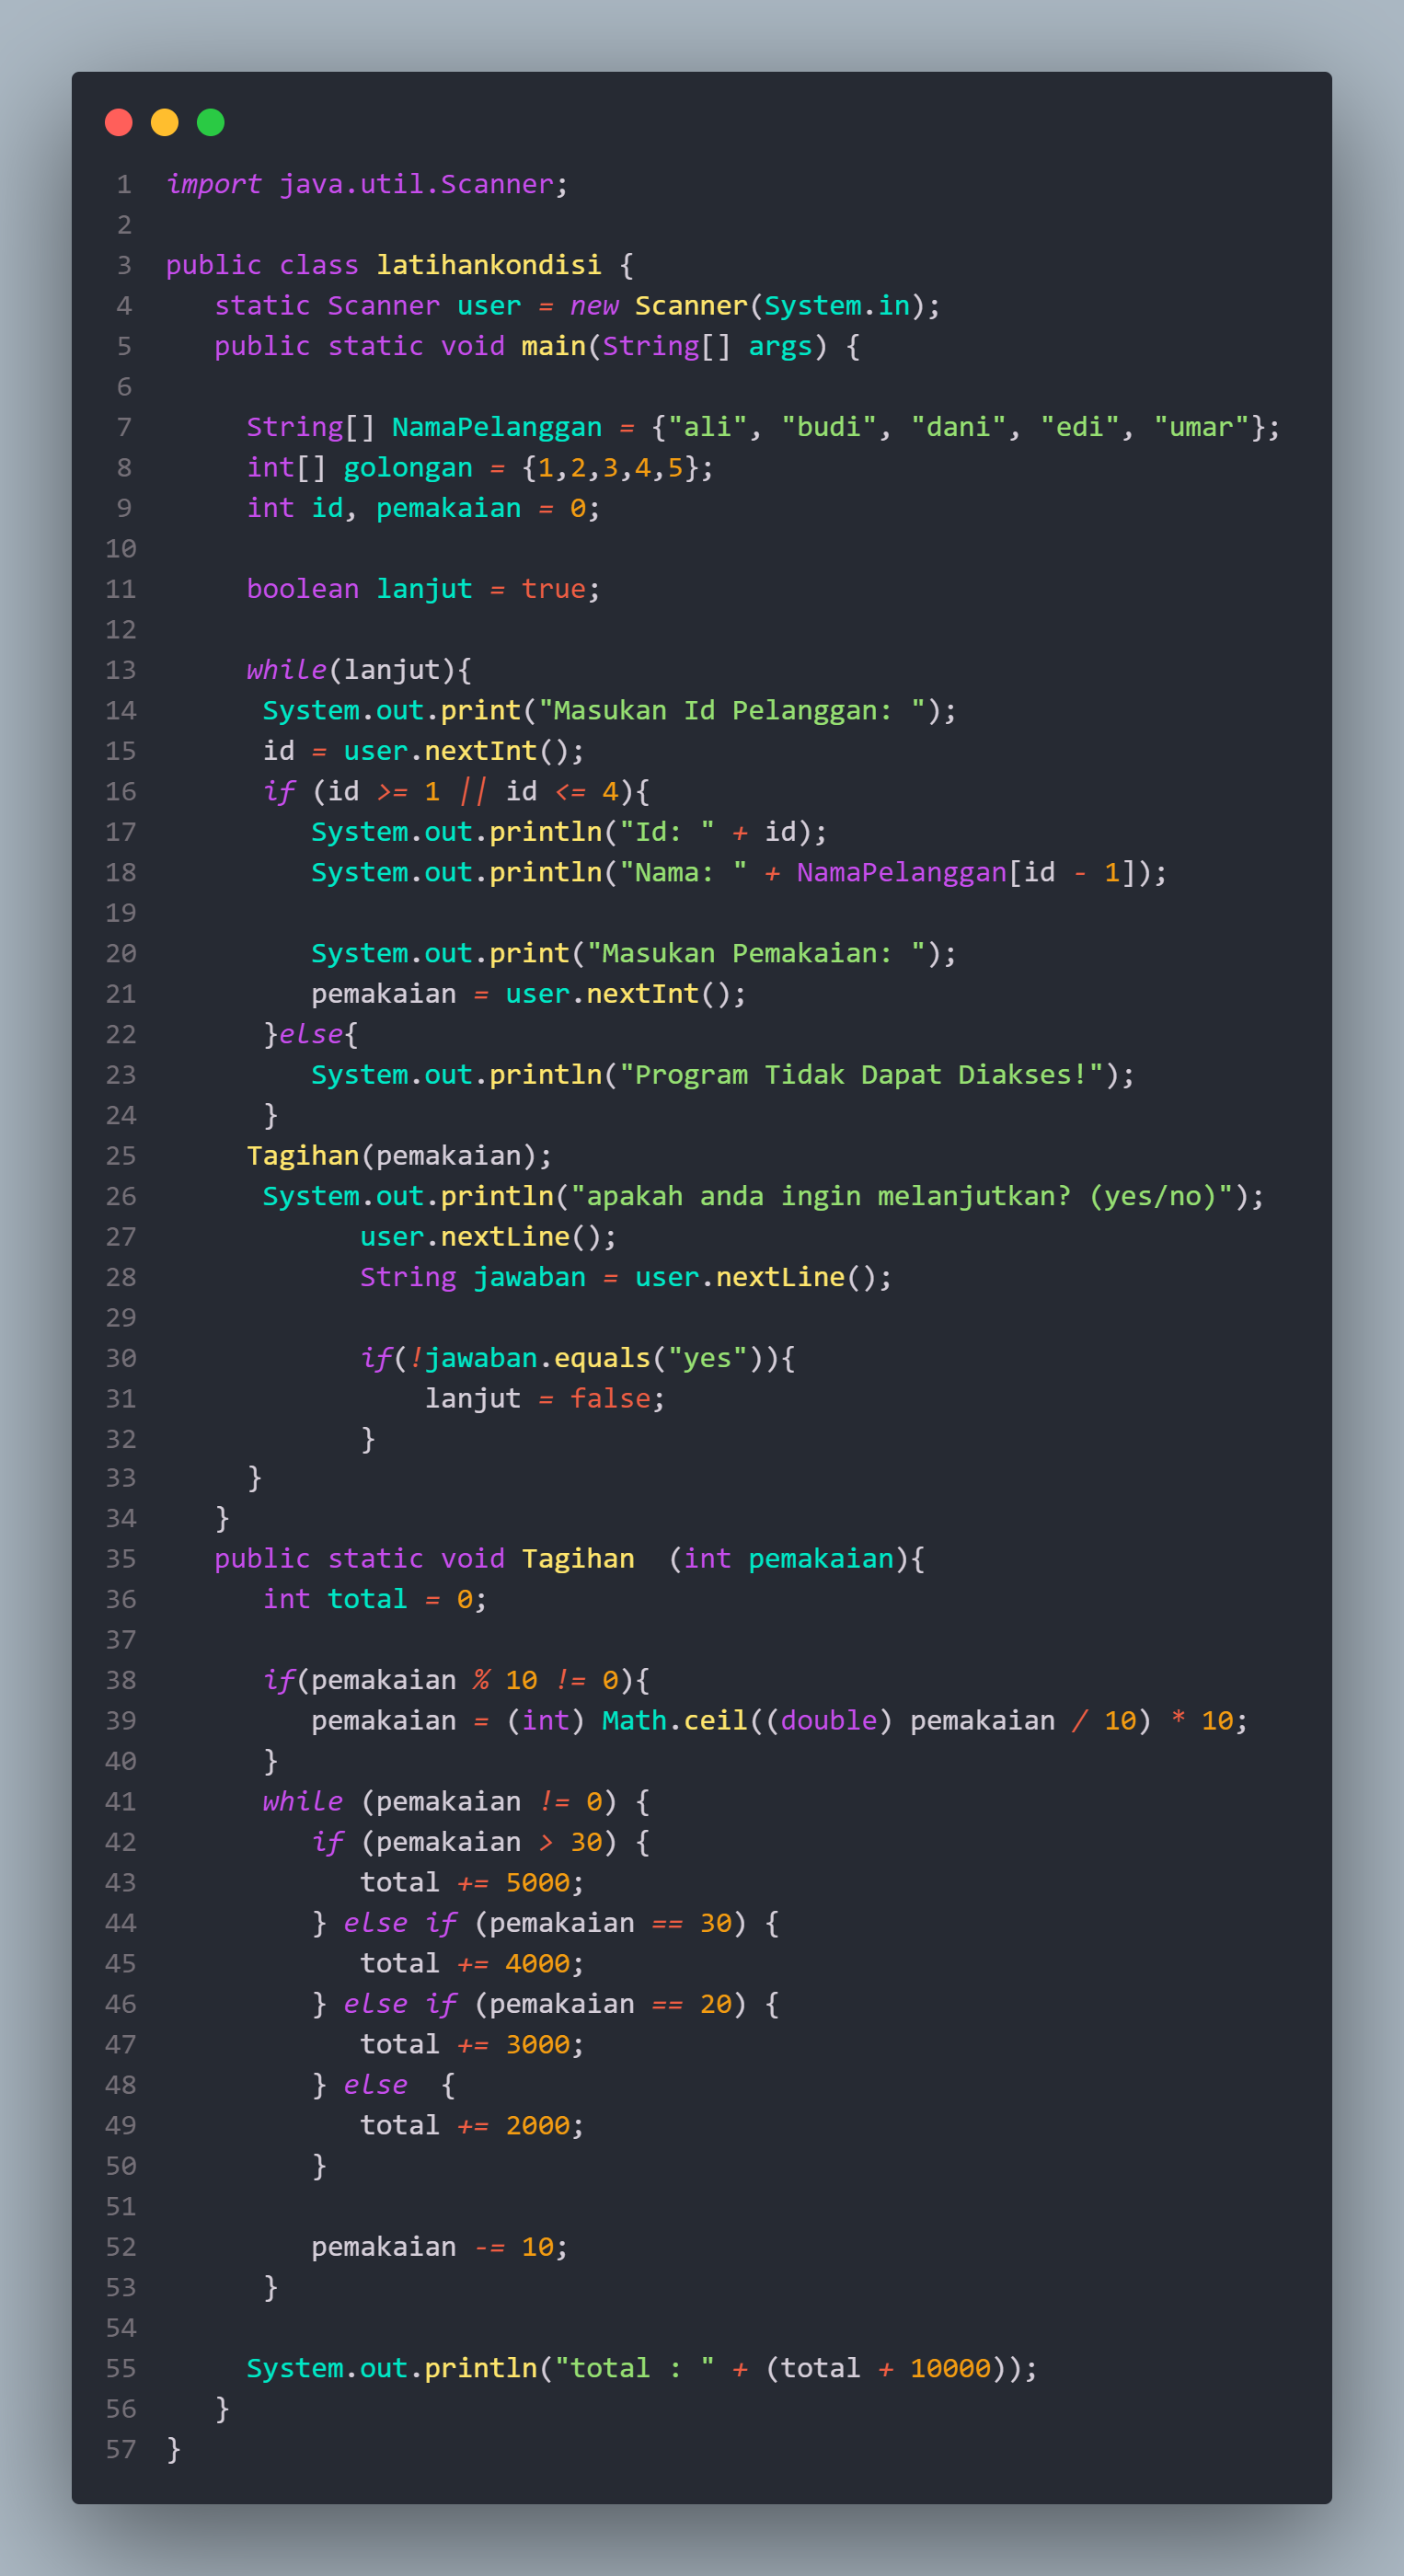 1 import java.util.Scanner;
2
3 public class latihankondisi {
4    static Scanner user = new Scanner(System.in);
5    public static void main(String[] args) {
6
7      String[] NamaPelanggan = {"ali", "budi", "dani", "edi", "umar"};
8      int[] golongan = {1,2,3,4,5};
9      int id, pemakaian = 0;
10
11      boolean lanjut = true;
12
13      while(lanjut){
14       System.out.print("Masukan Id Pelanggan: ");
15       id = user.nextInt();
16       if (id >= 1 || id <= 4){
17          System.out.println("Id: " + id);
18          System.out.println("Nama: " + NamaPelanggan[id - 1]);
19
20          System.out.print("Masukan Pemakaian: ");
21          pemakaian = user.nextInt();
22       }else{
23          System.out.println("Program Tidak Dapat Diakses!");
24       }
25      Tagihan(pemakaian);
26       System.out.println("apakah anda ingin melanjutkan? (yes/no)");
27             user.nextLine();
28             String jawaban = user.nextLine();
29
30             if(!jawaban.equals("yes")){
31                 lanjut = false;
32             }
33      }
34    }
35    public static void Tagihan  (int pemakaian){
36       int total = 0;
37
38       if(pemakaian % 10 != 0){
39          pemakaian = (int) Math.ceil((double) pemakaian / 10) * 10;
40       }
41       while (pemakaian != 0) {
42          if (pemakaian > 30) {
43             total += 5000;
44          } else if (pemakaian == 30) {
45             total += 4000;
46          } else if (pemakaian == 20) {
47             total += 3000;
48          } else  {
49             total += 2000;
50          }
51
52          pemakaian -= 10;
53       }
54
55      System.out.println("total : " + (total + 10000));
56    }
57 }